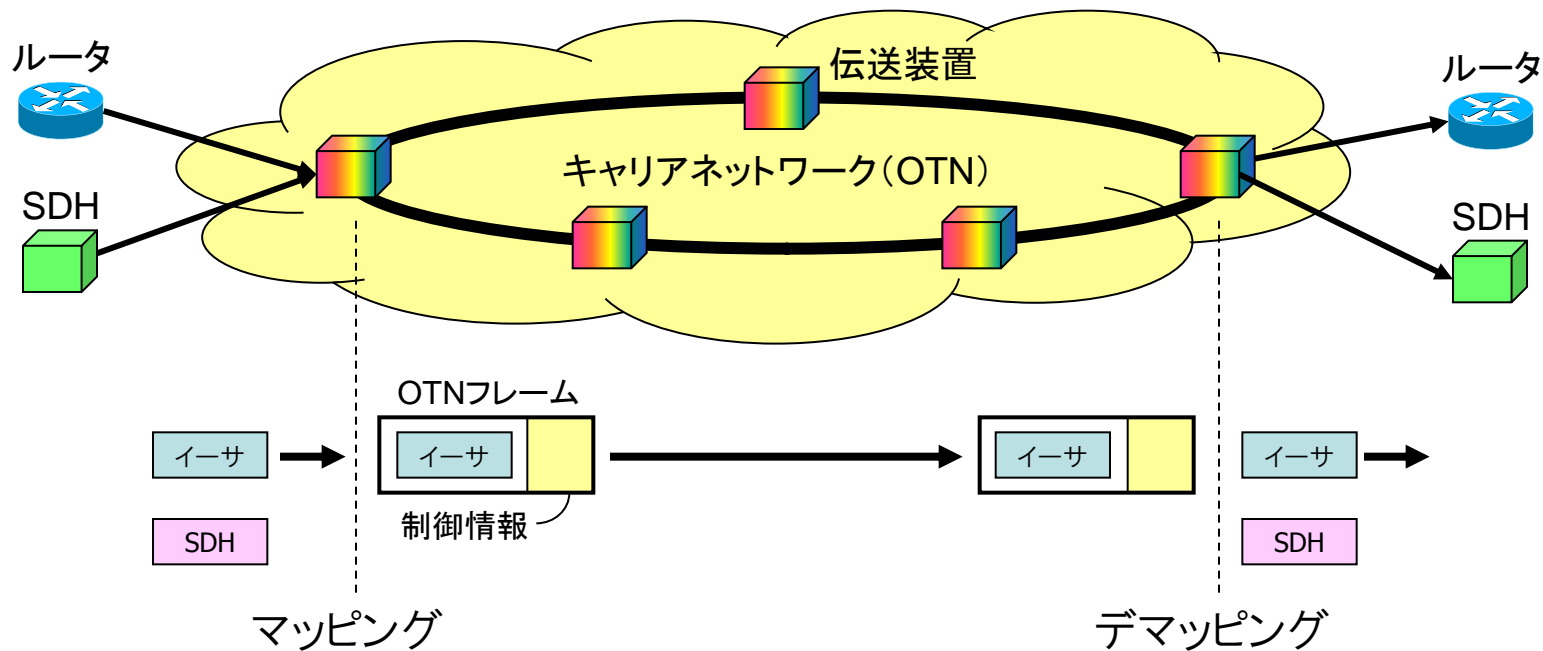 ルータ
伝送装置
ルータ
キャリアネットワーク(OTN)
SDH
SDH
OTNフレーム
イーサ
イーサ
イーサ
イーサ
制御情報
SDH
SDH
マッピング
デマッピング